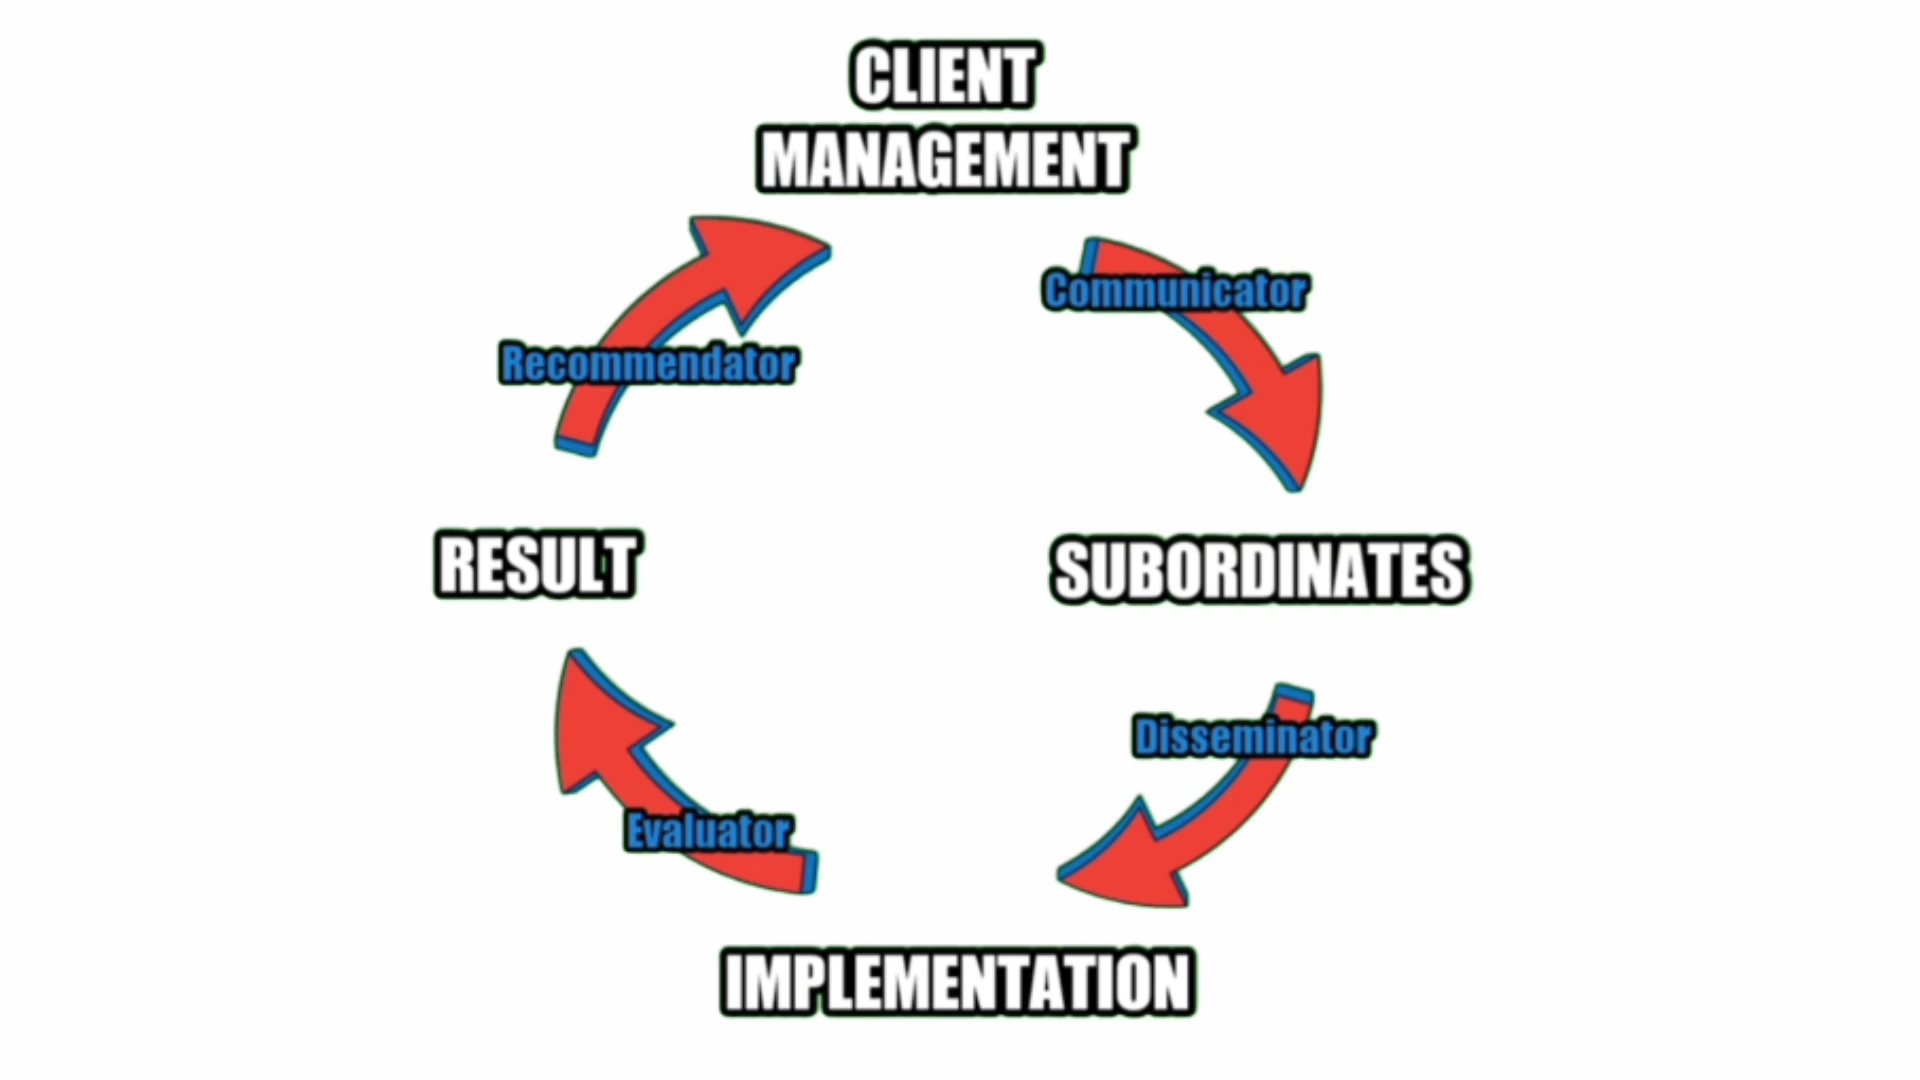 CLIENT
MANAGEMENT
Communicator
Recommendator
RESULT
SUBORDINATES
Disseminator
Evaluator
IMPLEMENTATION